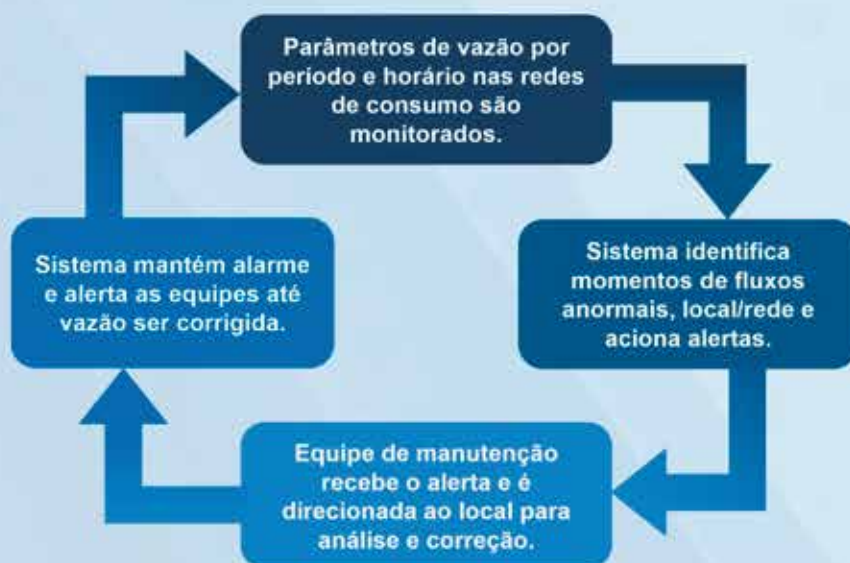 Parâmetros de vazão por
período e horário nas redes
de consumo são
monitorados.
Sistema identifica
momentos de fluxos
anormais, local/rede e
aciona alertas.
Equipe de manutenção
recebe o alerta e é
direcionada ao local para
análise e correção.
Sistema mantém alarme
e alerta as equipes até
vazão ser corrigida.